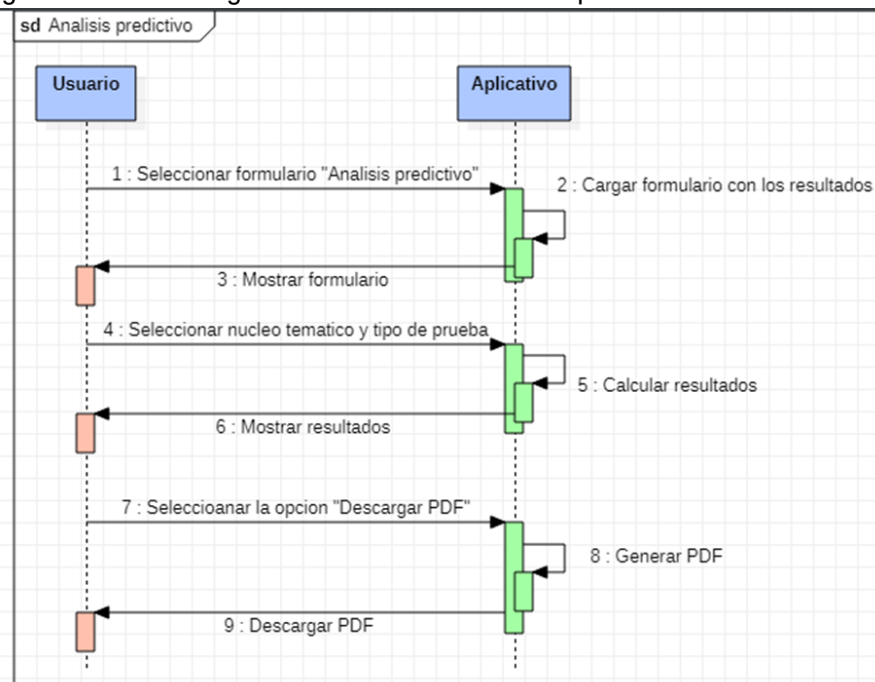 sd Analisis predictivo
Usuario
Aplicativo
1 : Seleccionar formulario "Analisis predictivo"
2 : Cargar formulario con los resultados
3 : Mostrar formulario
4 : Seleccionar nucleo tematico y tipo de prueba
5 : Calcular resultados
6 : Mostrar resultados
7 : Seleccioanar la opcion "Descargar PDF"
8 : Generar PDF
9 : Descargar PDF